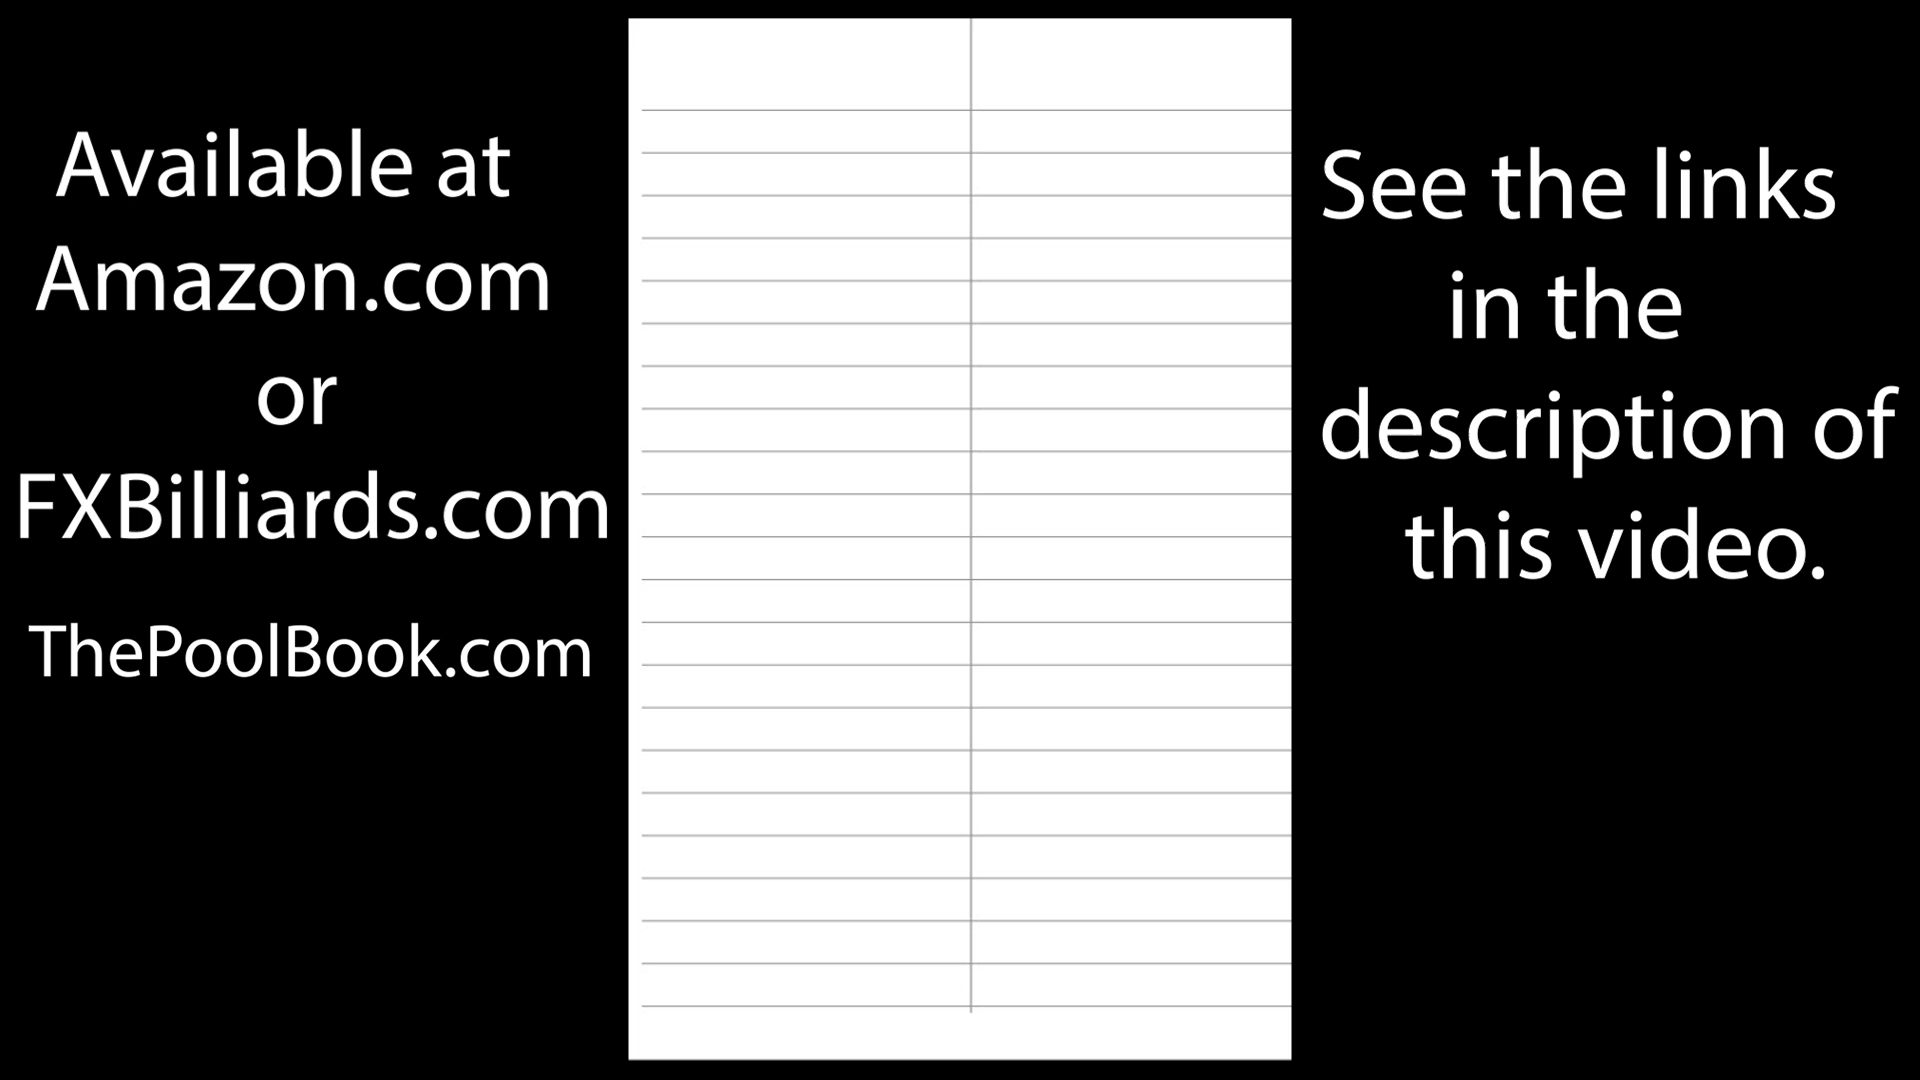 Available at
Amazon.com
or
FXBilliards.com
ThePoolBook.com
See the links
in the
description of
this video.